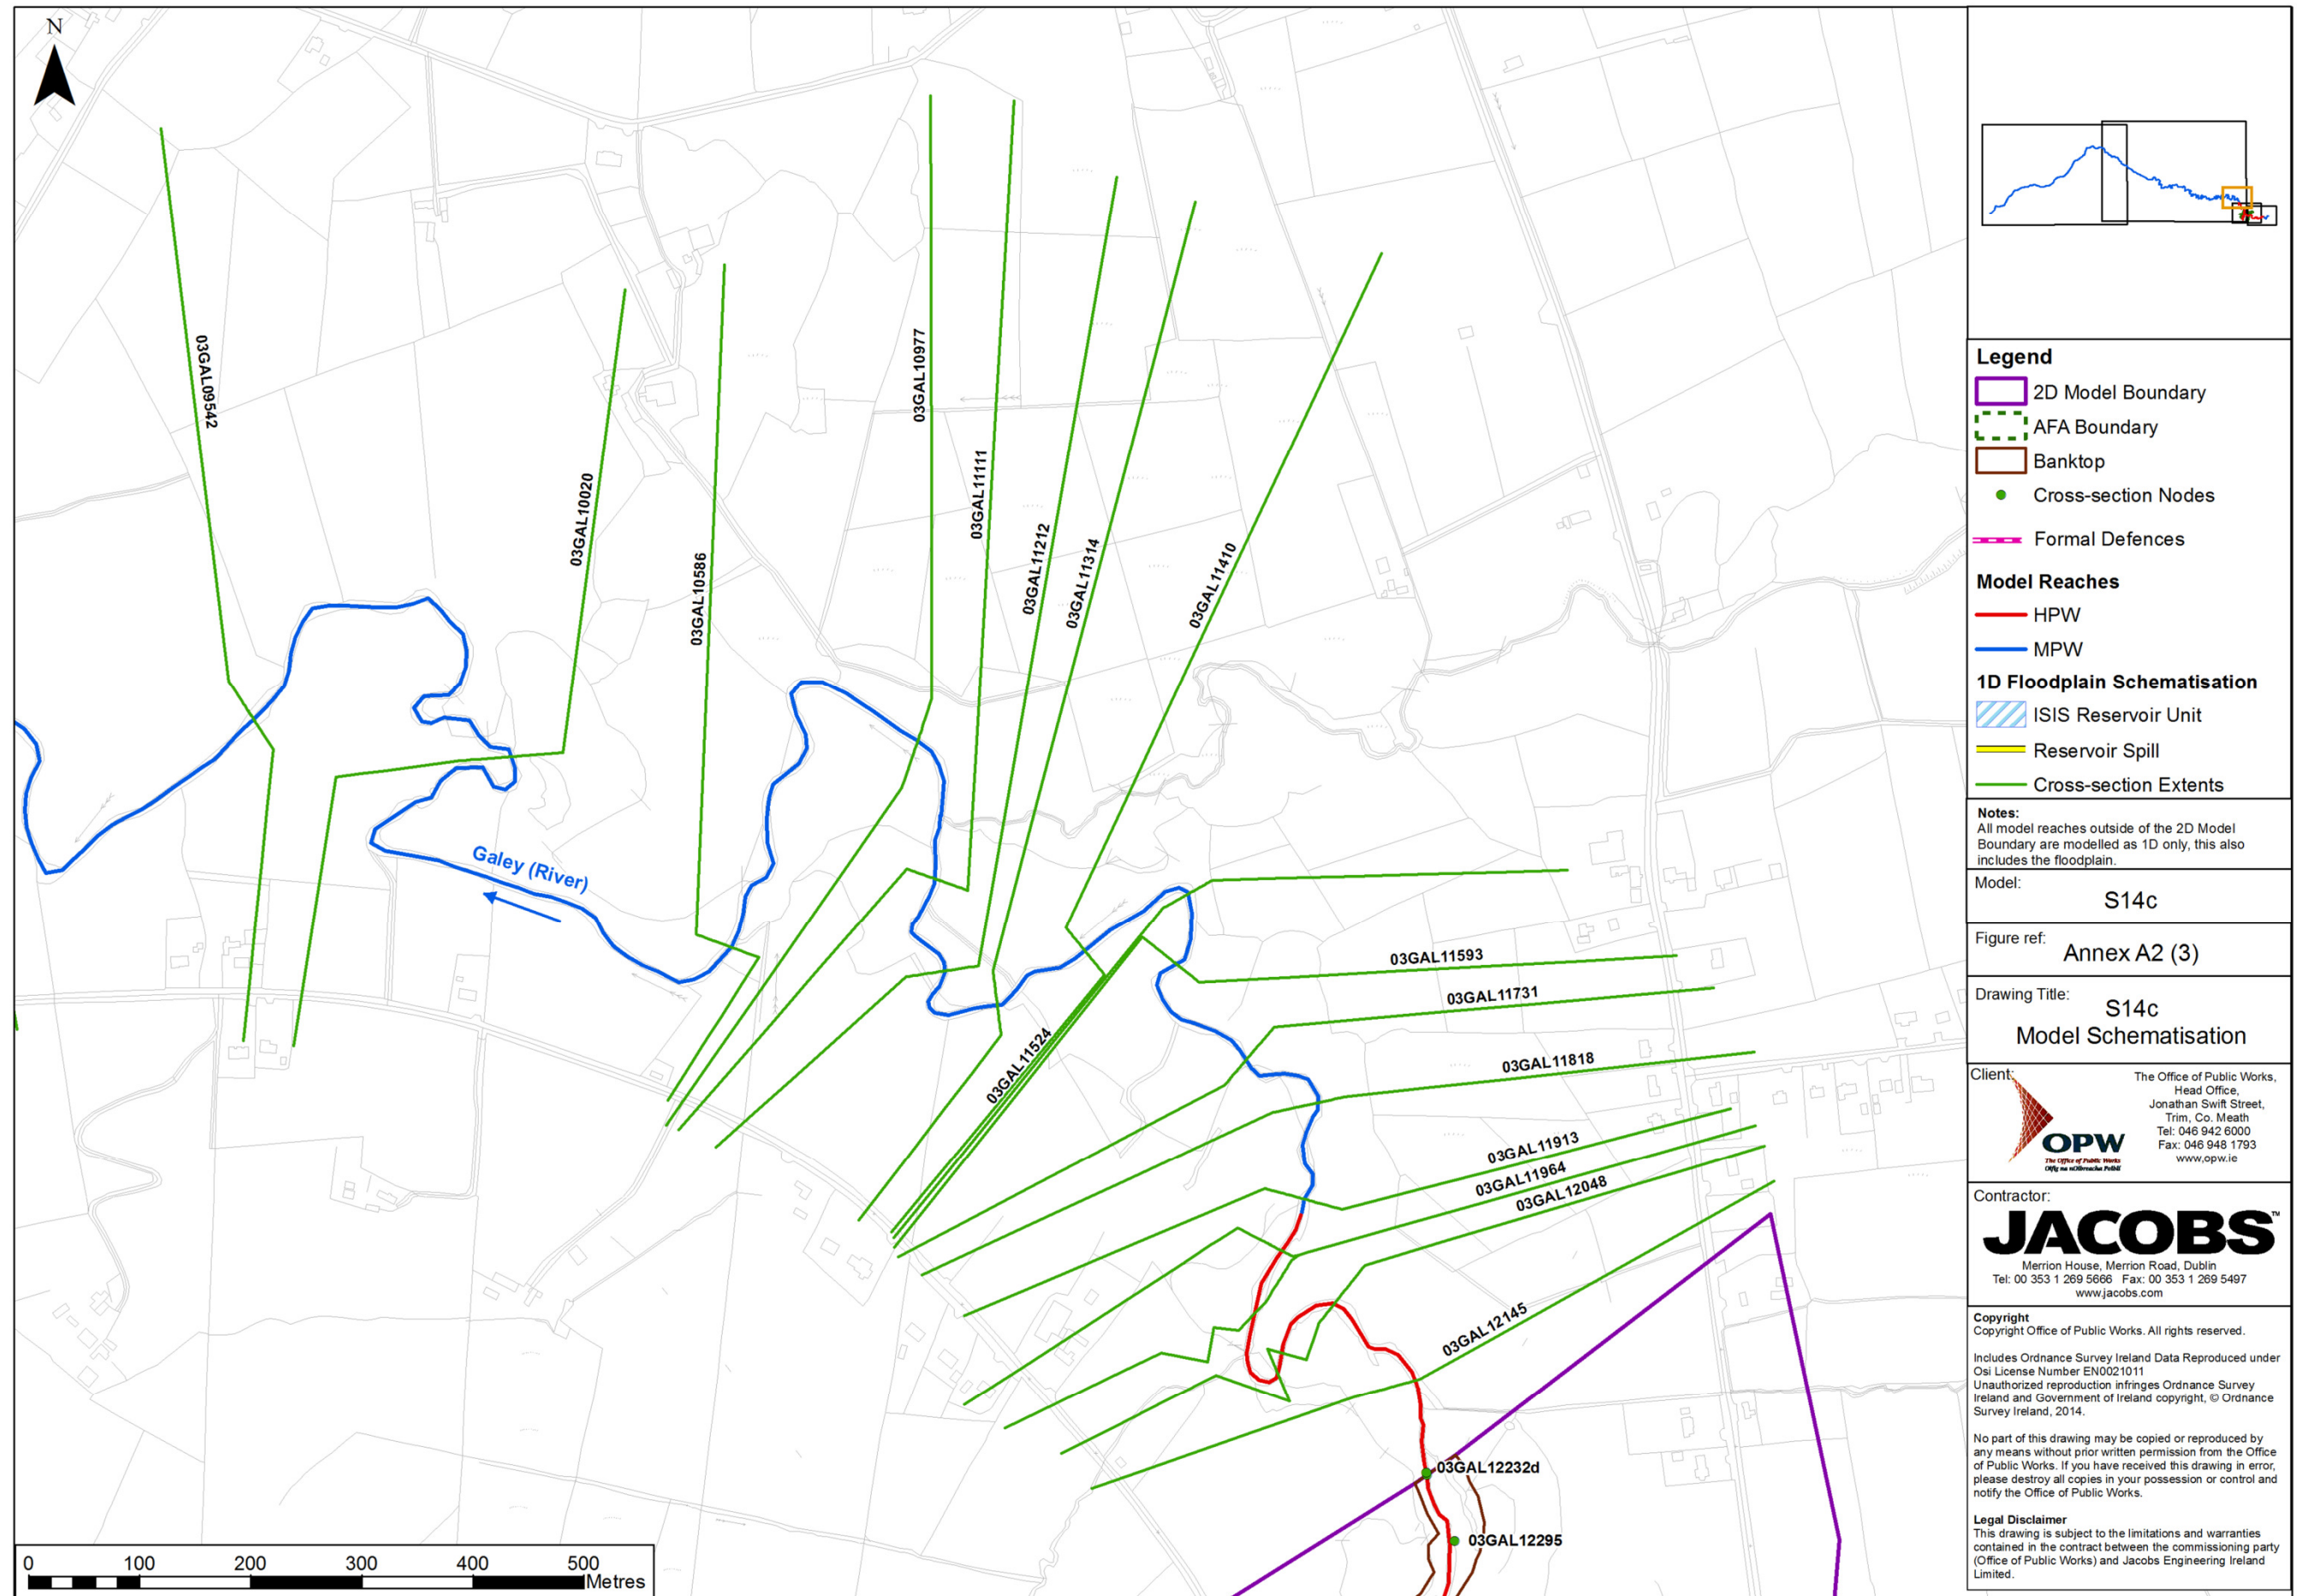 N
03GAL09542
03GAL10020
03GAL10586
03GAL10977
03GAL11111
03GAL11212
03GAL11314
03GAL11410
Galey (River)
03GAL11524
03GAL11593
03GAL11731
03GAL11818
03GAL11913
03GAL11964
03GAL12048
03GAL12145
03GAL12232d
03GAL12295
0 100 200 300 400 500
Metres
Legend
2D Model Boundary
AFA Boundary
Banktop
Cross-section Nodes
Formal Defences
Model Reaches
HPW
MPW
1D Floodplain Schematisation
ISIS Reservoir Unit
Reservoir Spill
Cross-section Extents
Notes:
All model reaches outside of the 2D Model
Boundary are modelled as 1D only, this also
includes the floodplain.
Model:
S14c
Figure ref:
Annex A2 (3)
Drawing Title:
S14c
Model Schematisation
Client:
OPW
The Office of Public Works
Oifig na nOibreacha Poiblí
The Office of Public Works,
Head Office,
Jonathan Swift Street,
Trim, Co. Meath
Tel: 046 942 6000
Fax: 046 948 1793
www.opw.ie
Contractor:
JACOBS™
Merrion House, Merrion Road, Dublin
Tel: 00 353 1 269 5666 Fax: 00 353 1 269 5497
www.jacobs.com
Copyright
Copyright Office of Public Works. All rights reserved.
Includes Ordnance Survey Ireland Data Reproduced under
Osi License Number EN0021011
Unauthorized reproduction infringes Ordnance Survey
Ireland and Government of Ireland copyright, © Ordnance
Survey Ireland, 2014.
No part of this drawing may be copied or reproduced by
any means without prior written permission from the Office
of Public Works. If you have received this drawing in error,
please destroy all copies in your possession or control and
notify the Office of Public Works.
Legal Disclaimer
This drawing is subject to the limitations and warranties
contained in the contract between the commissioning party
(Office of Public Works) and Jacobs Engineering Ireland
Limited.